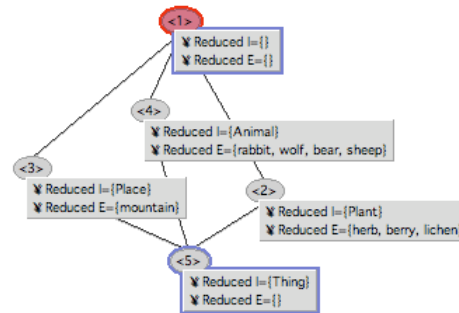 <1>
¥ Reduced I={}
¥ Reduced E={}
<4>
¥ Reduced I={Animal}
¥ Reduced E={rabbit, wolf, bear, sheep}
<3>
¥ Reduced I={Place}
¥ Reduced E={mountain}
<2>
¥ Reduced I={Plant}
¥ Reduced E={herb, berry, lichen
<5>
¥ Reduced I={Thing}
¥ Reduced E={}